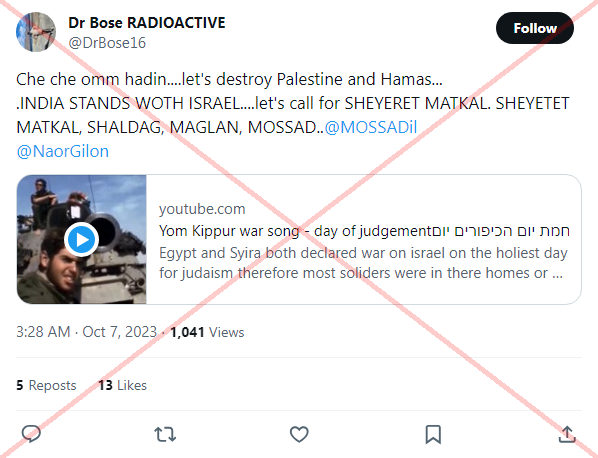 Dr Bose RADIOACTIVE
@DrBose16
Follow
Che che omm hadin....let's destroy Palestine and Hamas...
.INDIA STANDS WOTH ISRAEL....let's call for SHEYERET MATKAL. SHEYETET
MATKAL, SHALDAG, MAGLAN, MOSSAD..@MOSSADil
@NaorGilon
youtube.com
Yom Kippur war song - day of judgementחמת יום הכיפורים יום
Egypt and Syira both declared war on israel on the holiest day
for judaism therefore most soliders were in there homes or ...
3:28 AM · Oct 7, 2023 · 1,041 Views
5 Reposts 13 Likes